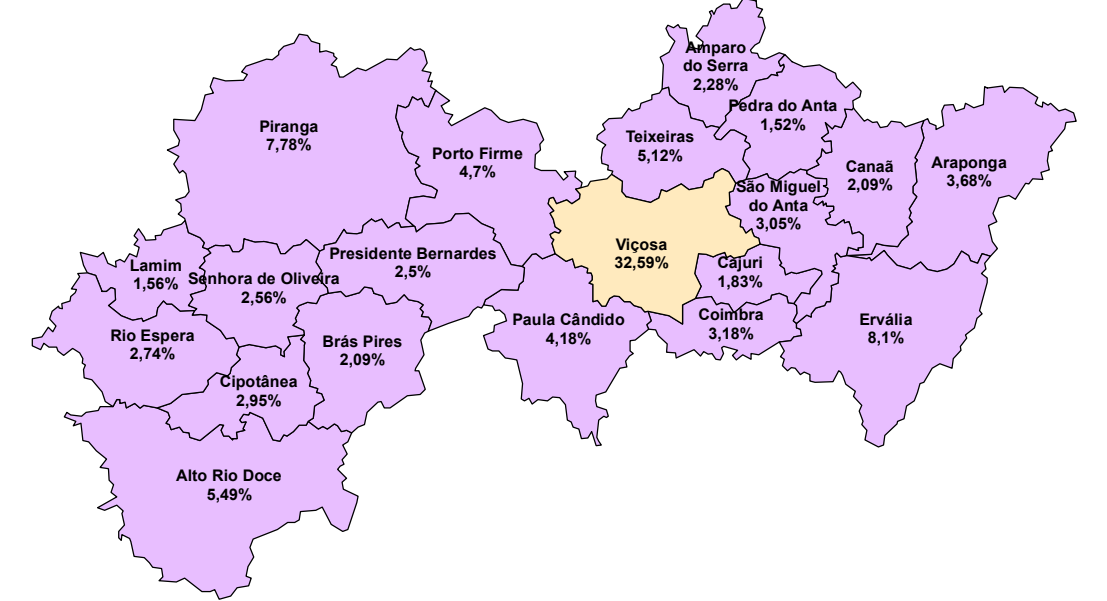 Amparo
do Serra
2,28%
Pedra do Anta
1,52%
Piranga
7,78%
Teixeiras
5,12%
Porto Firme
4,7%
Canaã
2,09%
Araponga
3,68%
São Miguel
do Anta
3,05%
Viçosa
32,59%
Presidente Bernardes
2,5%
Cajuri
1,83%
Lamim
1,56%
Senhora de Oliveira
2,56%
Coimbra
3,18%
Paula Cândido
4,18%
Ervália
8,1%
Rio Espera
2,74%
Brás Pires
2,09%
Cipotânea
2,95%
Alto Rio Doce
5,49%